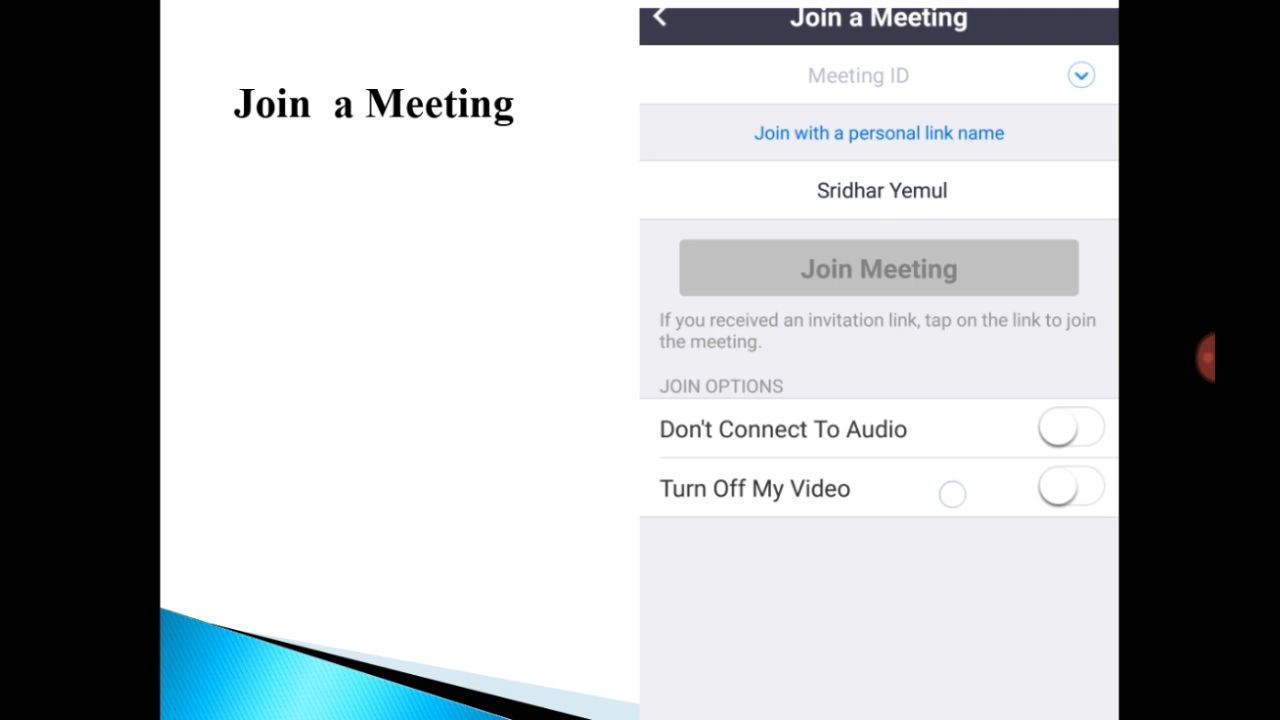 Join a Meeting
Join a Meeting
Meeting ID
Join with a personal link name
Sridhar Yemul
Join Meeting
If you received an invitation link, tap on the link to join
the meeting.
JOIN OPTIONS
Don't Connect To Audio
Turn Off My Video